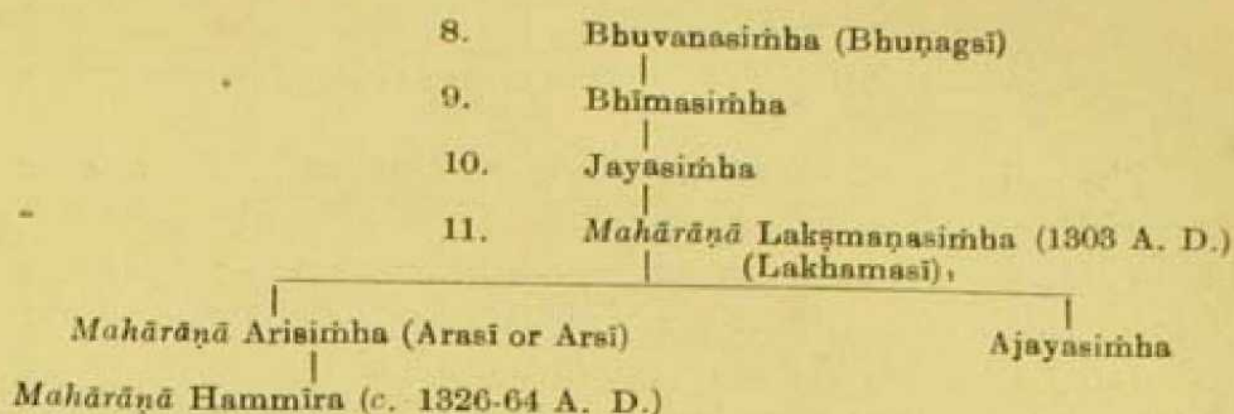 8. Bhuvanasiṁha (Bhuṇagsī)
9. Bhīmasiṁha
10. Jayasiṁha
11. Mahārāṇā Lakṣmaṇasiṁha (1303 A. D.)
(Lakhamasī)
Mahārāṇā Arisiṁha (Arasī or Arsī)
Ajayasiṁha
Mahārāṇā Hammīra (c. 1326-64 A. D.)